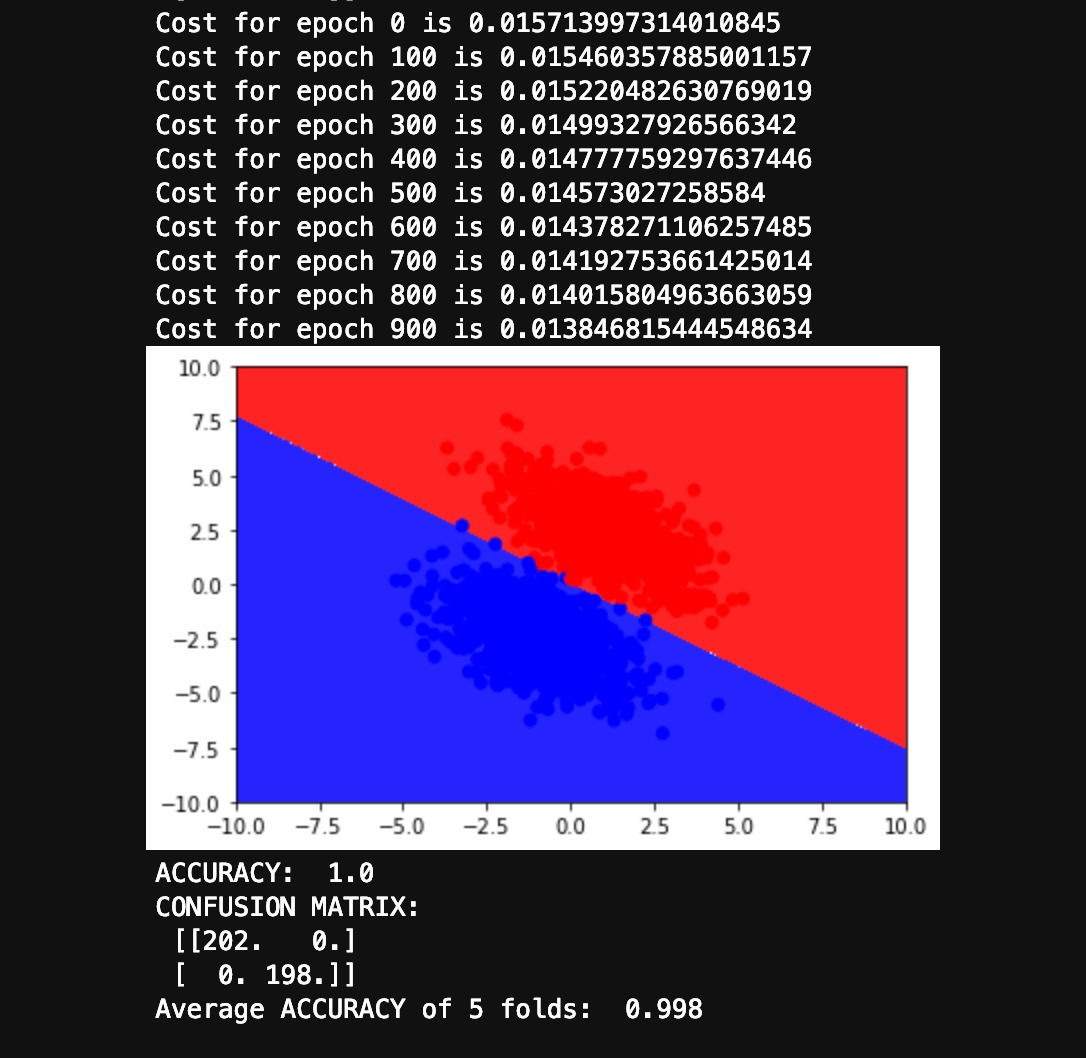 Cost for epoch 0 is 0.015713997314010845
Cost for epoch 100 is 0.015460357885001157
Cost for epoch 200 is 0.015220482630769019
Cost for epoch 300 is 0.01499327926566342
Cost for epoch 400 is 0.014777759297637446
Cost for epoch 500 is 0.014573027258584
Cost for epoch 600 is 0.014378271106257485
Cost for epoch 700 is 0.014192753661425014
Cost for epoch 800 is 0.014015804963663059
Cost for epoch 900 is 0.013846815444548634
10.0
7.5
5.0
2.5
0.0
−2.5
−5.0
−7.5
−10.0
−10.0 −7.5 −5.0 −2.5 0.0 2.5 5.0 7.5 10.0
ACCURACY: 1.0
CONFUSION MATRIX:
[[202. 0.]
[ 0. 198.]]
Average ACCURACY of 5 folds: 0.998